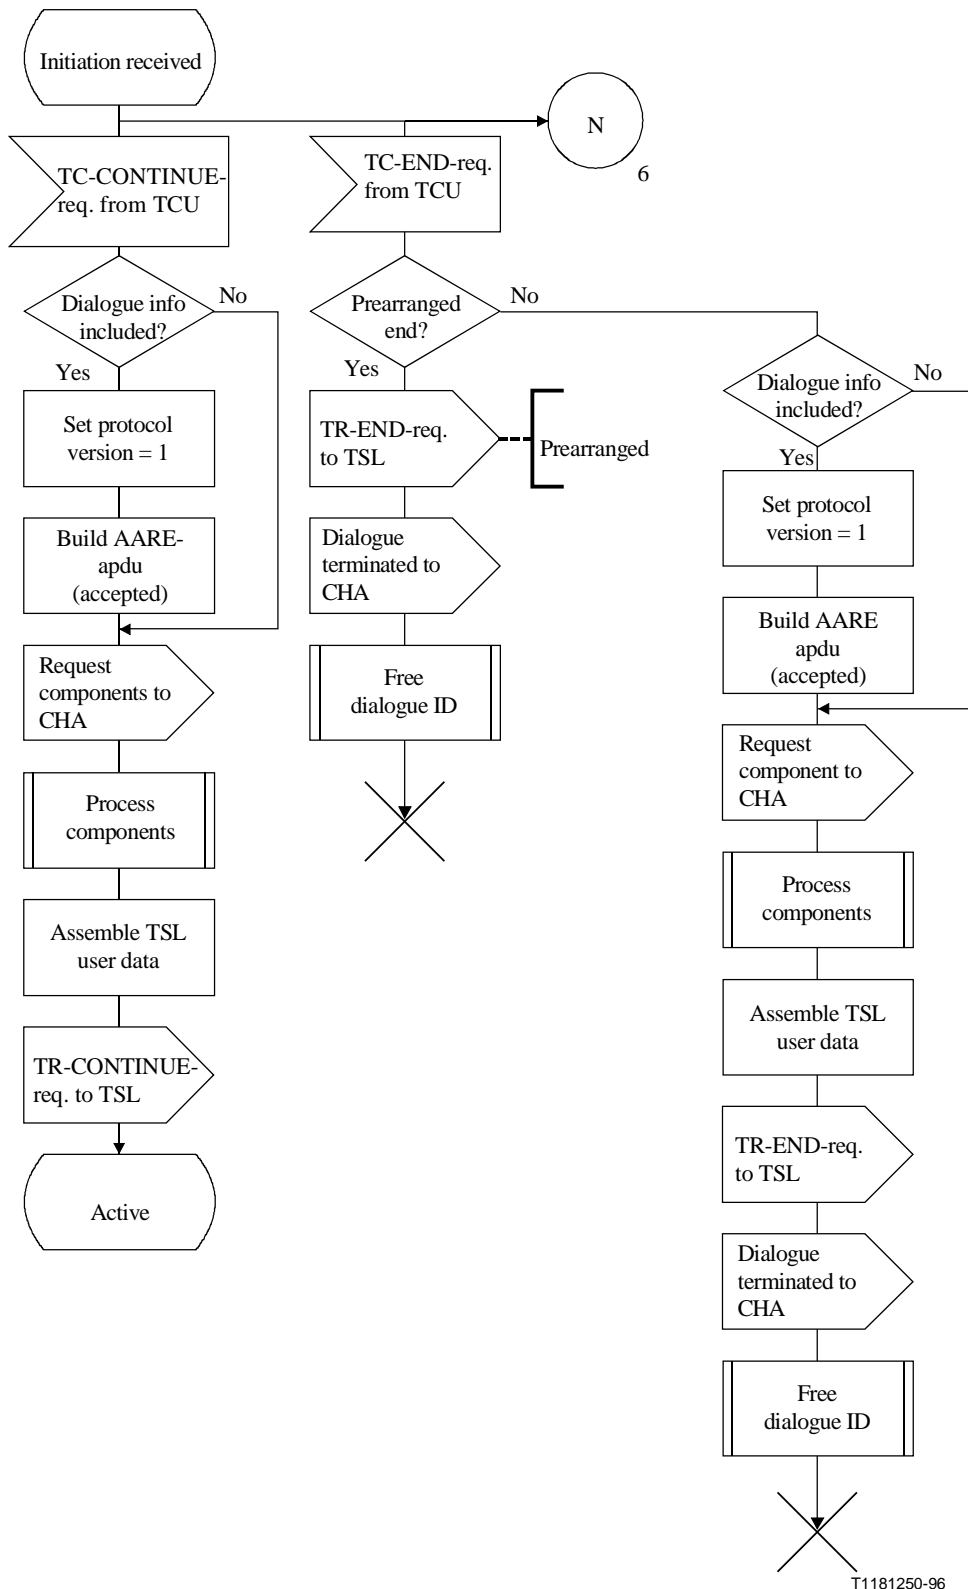 Initiation received
N
6
TC-CONTINUE-
req. from TCU
TC-END-req.
from TCU
Dialogue info
included?
No
Yes
Set protocol
version = 1
Build AARE-
apdu
(accepted)
Request
components to
CHA
Process
components
Assemble TSL
user data
TR-CONTINUE-
req. to TSL
Active
Prearranged
end?
No
Yes
TR-END-req.
to TSL
Prearranged
Dialogue
terminated to
CHA
Free
dialogue ID
Dialogue info
included?
No
Yes
Set protocol
version = 1
Build AARE
apdu
(accepted)
Request
component to
CHA
Process
components
Assemble TSL
user data
TR-END-req.
to TSL
Dialogue
terminated to
CHA
Free
dialogue ID
T1181250-96